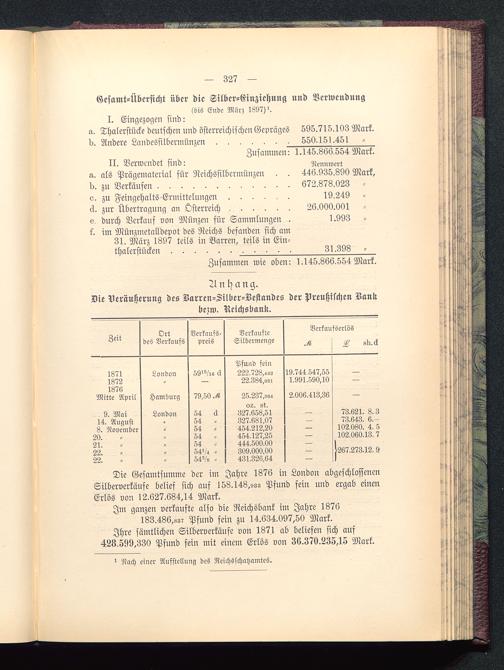 — 327 —
Gesamt-Übersicht über die Silber-Einziehung und Verwendung
(bis Ende März 1897)¹.
I. Eingezogen sind:
a. Thalerstücke deutschen und österreichischen Gepräges 595.715.103 Mark.
b. Andere Landessilbermünzen . . . . . . . 550.151.451 „
Zusammen: 1.145.866.554 Mark.
II. Verwendet sind: Nennwert
a. als Prägematerial für Reichssilbermünzen . . 446.935.890 Mark,
b. zu Verkäufen . . . . . . . . . . . . 672.878.023 „
c. zu Feingehalts-Ermittelungen . . . . . . 19.249 „
d. zur Übertragung an Österreich . . . . . . 26.000.001 „
e. durch Verkauf von Münzen für Sammlungen . 1.993 „
f. im Münzmetalldepot des Reichs befanden sich am
31. März 1897 teils in Barren, teils in Ein-
thalerstücken . . . . . . . . . . . . 31.398 „
Zusammen wie oben: 1.145.866.554 Mark.
Anhang.
Die Veräußerung des Barren-Silber-Bestandes der Preußischen Bank
bezw. Reichsbank.
Zeit Ort des Verkaufs Verkaufs-preis Verkaufte Silbermenge Verkaufserlös
ℳ £ sh. d
Pfund fein
1871 London 59¹⁵/₁₆ d 222.728 19.744.547,55 —
1872 „ — 22.384 1.991.590,10 —
1876
Mitte April Hamburg 79,50 ℳ 25.237 2.006.413,36 —
oz. st.
9. Mai London 54 d 327.658,51 — 73.621. 8.3
14. August „ 54 „ 327.681,07 — 73.643. 6.—
8. November „ 54 „ 454.212,20 — 102.080. 4.5
20. „ „ 54 „ 454.127,25 — 102.060.13.7
21. „ „ 54 „ 444.500.00 —
22. „ „ 54¹/₄ „ 309.000,00 — 267.273.12. 9
22. „ „ 431.326,64 —
Die Gesamtsumme der im Jahre 1876 in London abgeschlossenen
Silberverkäufe belief sich auf 158.148 Pfund fein und ergab einen
Erlös von 12.627.684,14 Mark.
Im ganzen verkaufte also die Reichsbank im Jahre 1876
183.486 Pfund fein zu 14.634.097,50 Mark.
Ihre sämtlichen Silberverkäufe von 1871 ab beliefen sich auf
428.599,330 Pfund fein mit einem Erlös von 36.370.235,15 Mark.
¹ Nach einer Aufstellung des Reichsschatzamtes.